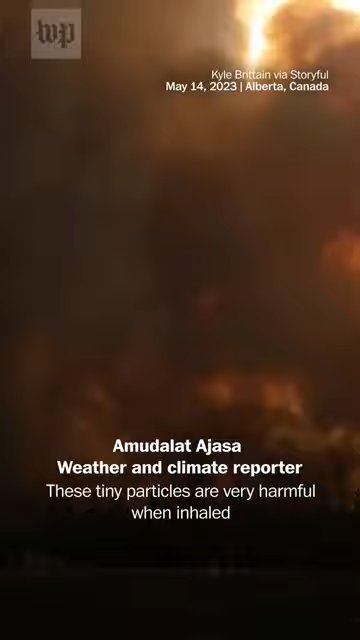 wp
Kyle Brittain via Storyful
May 14, 2023 | Alberta, Canada
Amudalat Ajasa
Weather and climate reporter
These tiny particles are very harmful
when inhaled